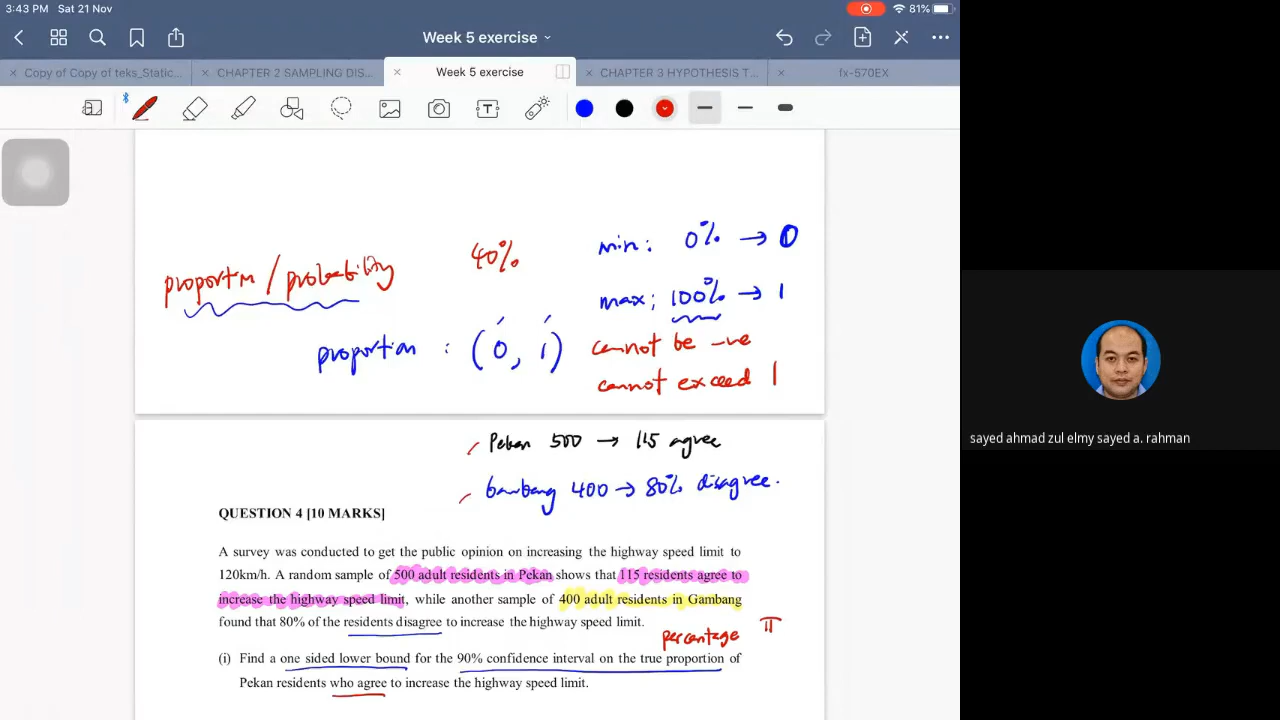 3:43 PM Sat 21 Nov 81%
Week 5 exercise
Copy of Copy of teks_Static... CHAPTER 2 SAMPLING DIS... Week 5 exercise CHAPTER 3 HYPOTHESIS T... fx-570EX
proportion / probability 40% min: 0% → 0
max: 100% → 1
proportion : (0, 1) cannot be -ve
cannot exceed 1
Pekan 500 → 115 agree
Gambang 400 → 80% disagree.
QUESTION 4 [10 MARKS]
A survey was conducted to get the public opinion on increasing the highway speed limit to
120km/h. A random sample of 500 adult residents in Pekan shows that 115 residents agree to
increase the highway speed limit, while another sample of 400 adult residents in Gambang
found that 80% of the residents disagree to increase the highway speed limit.
percentage π
(i) Find a one sided lower bound for the 90% confidence interval on the true proportion of
Pekan residents who agree to increase the highway speed limit.
sayed ahmad zul elmy sayed a. rahman